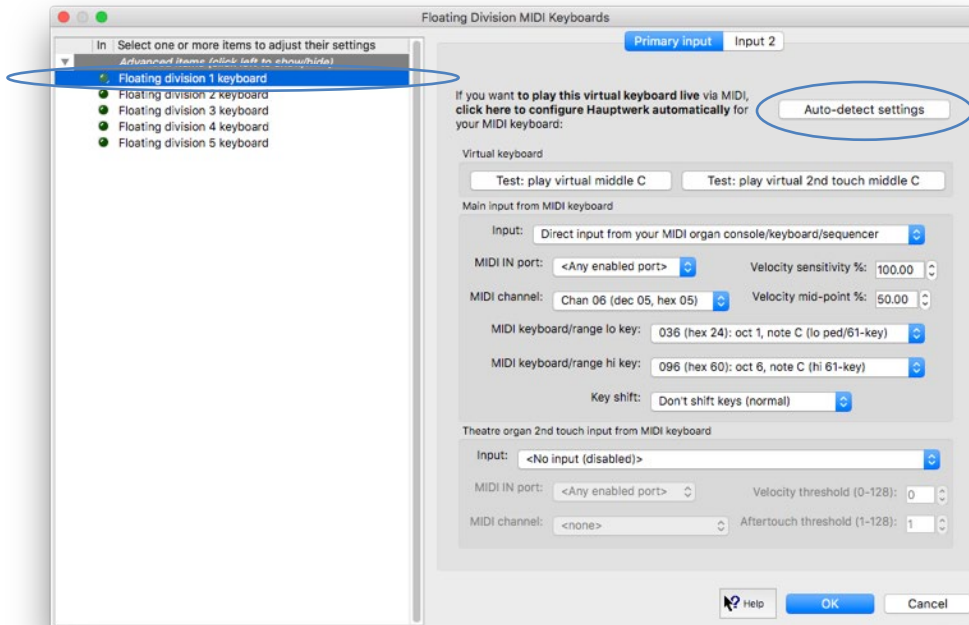 Floating Division MIDI Keyboards
In Select one or more items to adjust their settings
Advanced items (click left to show/hide)
Floating division 1 keyboard
Floating division 2 keyboard
Floating division 3 keyboard
Floating division 4 keyboard
Floating division 5 keyboard
Primary input Input 2
If you want to play this virtual keyboard live via MIDI,
click here to configure Hauptwerk automatically for
your MIDI keyboard:
Auto-detect settings
Virtual keyboard
Test: play virtual middle C Test: play virtual 2nd touch middle C
Main input from MIDI keyboard
Input: Direct input from your MIDI organ console/keyboard/sequencer
MIDI IN port: <Any enabled port> Velocity sensitivity %: 100.00
MIDI channel: Chan 06 (dec 05, hex 05) Velocity mid-point %: 50.00
MIDI keyboard/range lo key: 036 (hex 24): oct 1, note C (lo ped/61-key)
MIDI keyboard/range hi key: 096 (hex 60): oct 6, note C (hi 61-key)
Key shift: Don't shift keys (normal)
Theatre organ 2nd touch input from MIDI keyboard
Input: <No input (disabled)>
MIDI IN port: <Any enabled port> Velocity threshold (0-128): 0
MIDI channel: <none> Aftertouch threshold (1-128): 1
Help OK Cancel